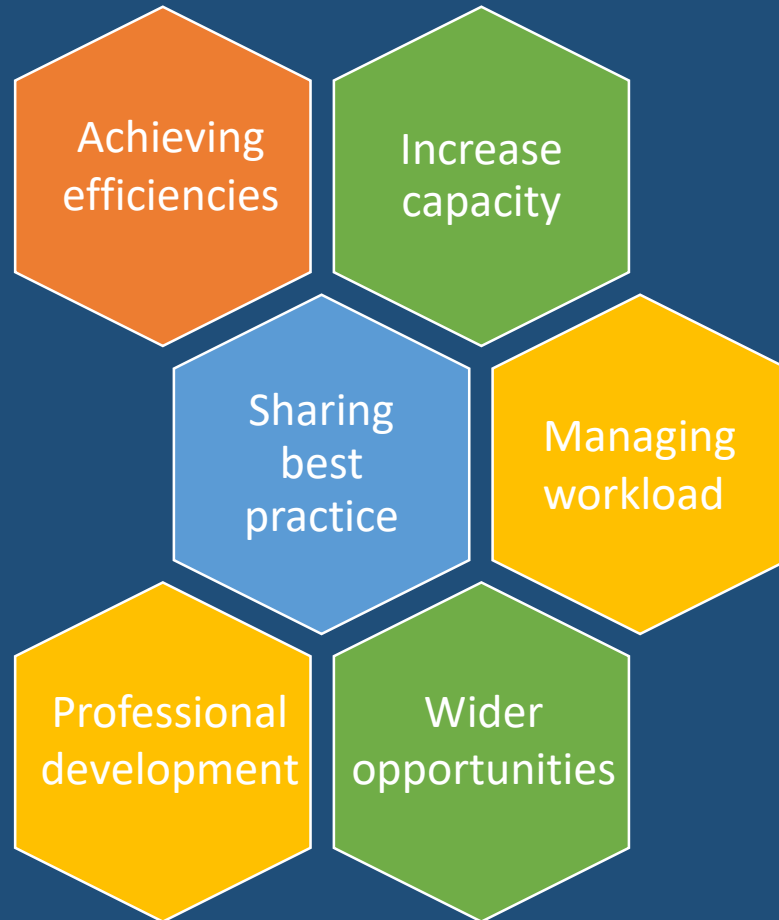 Achieving
efficiencies
Increase
capacity
Sharing
best
practice
Managing
workload
Professional
development
Wider
opportunities